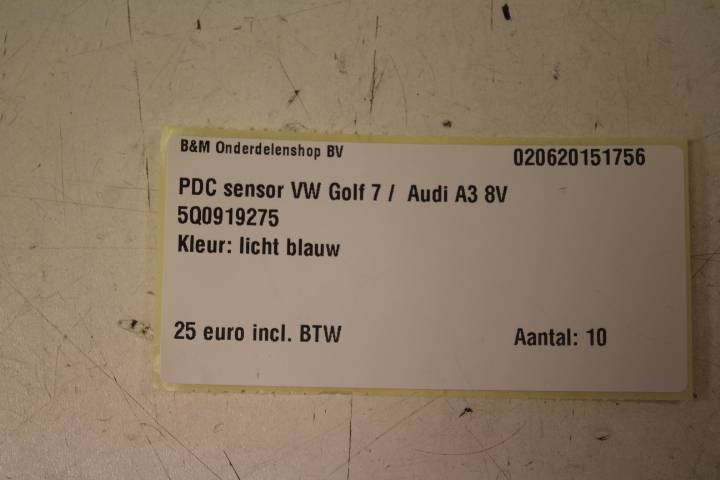 B&M Onderdelenshop BV
020620151756
PDC sensor VW Golf 7 / Audi A3 8V
5Q0919275
Kleur: licht blauw
25 euro incl. BTW
Aantal: 10